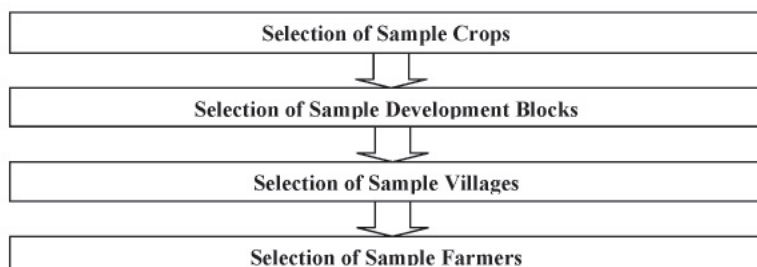 Selection of Sample Crops
Selection of Sample Development Blocks
Selection of Sample Villages
Selection of Sample Farmers